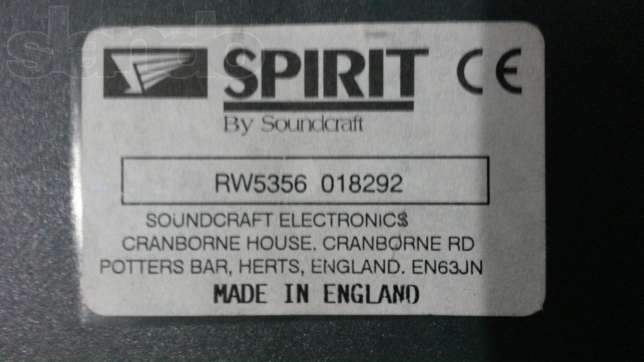 slando
SPIRIT CE
By Soundcraft
RW5356 018292
SOUNDCRAFT ELECTRONICS
CRANBORNE HOUSE. CRANBORNE RD
POTTERS BAR, HERTS, ENGLAND. EN63JN
MADE IN ENGLAND